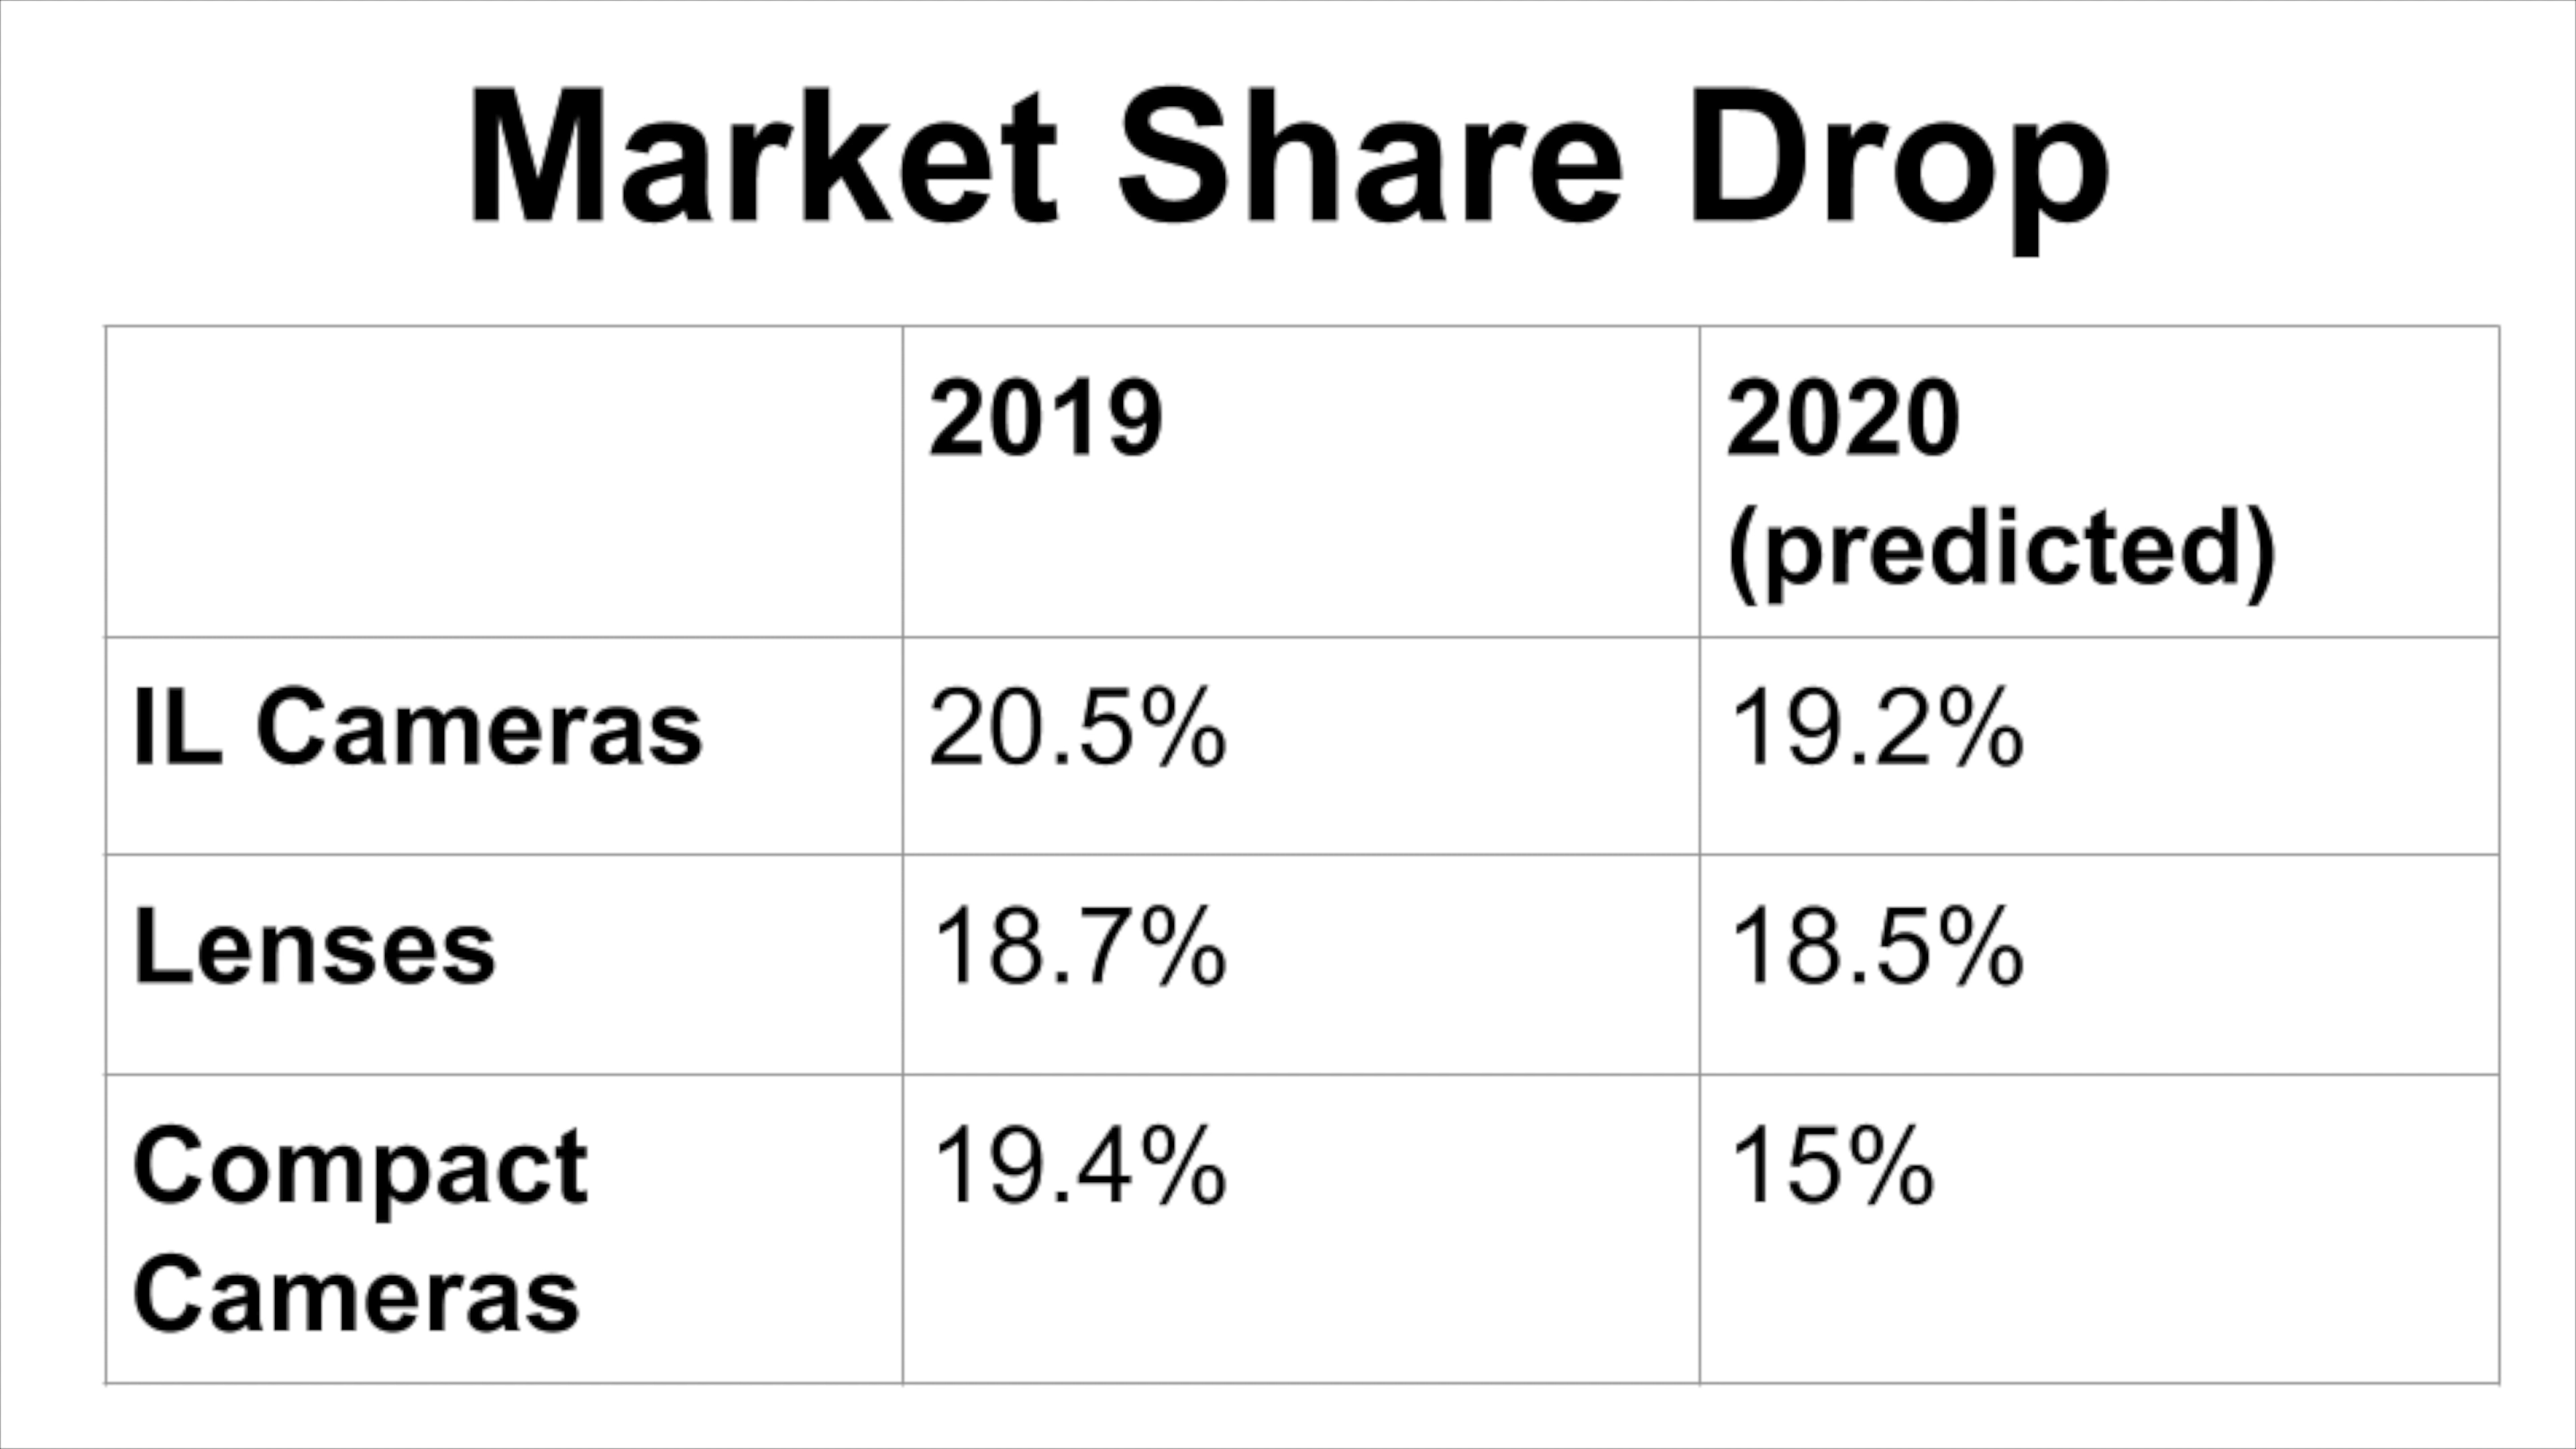 Market Share Drop
2019
2020
(predicted)
IL Cameras
20.5%
19.2%
Lenses
18.7%
18.5%
Compact
Cameras
19.4%
15%